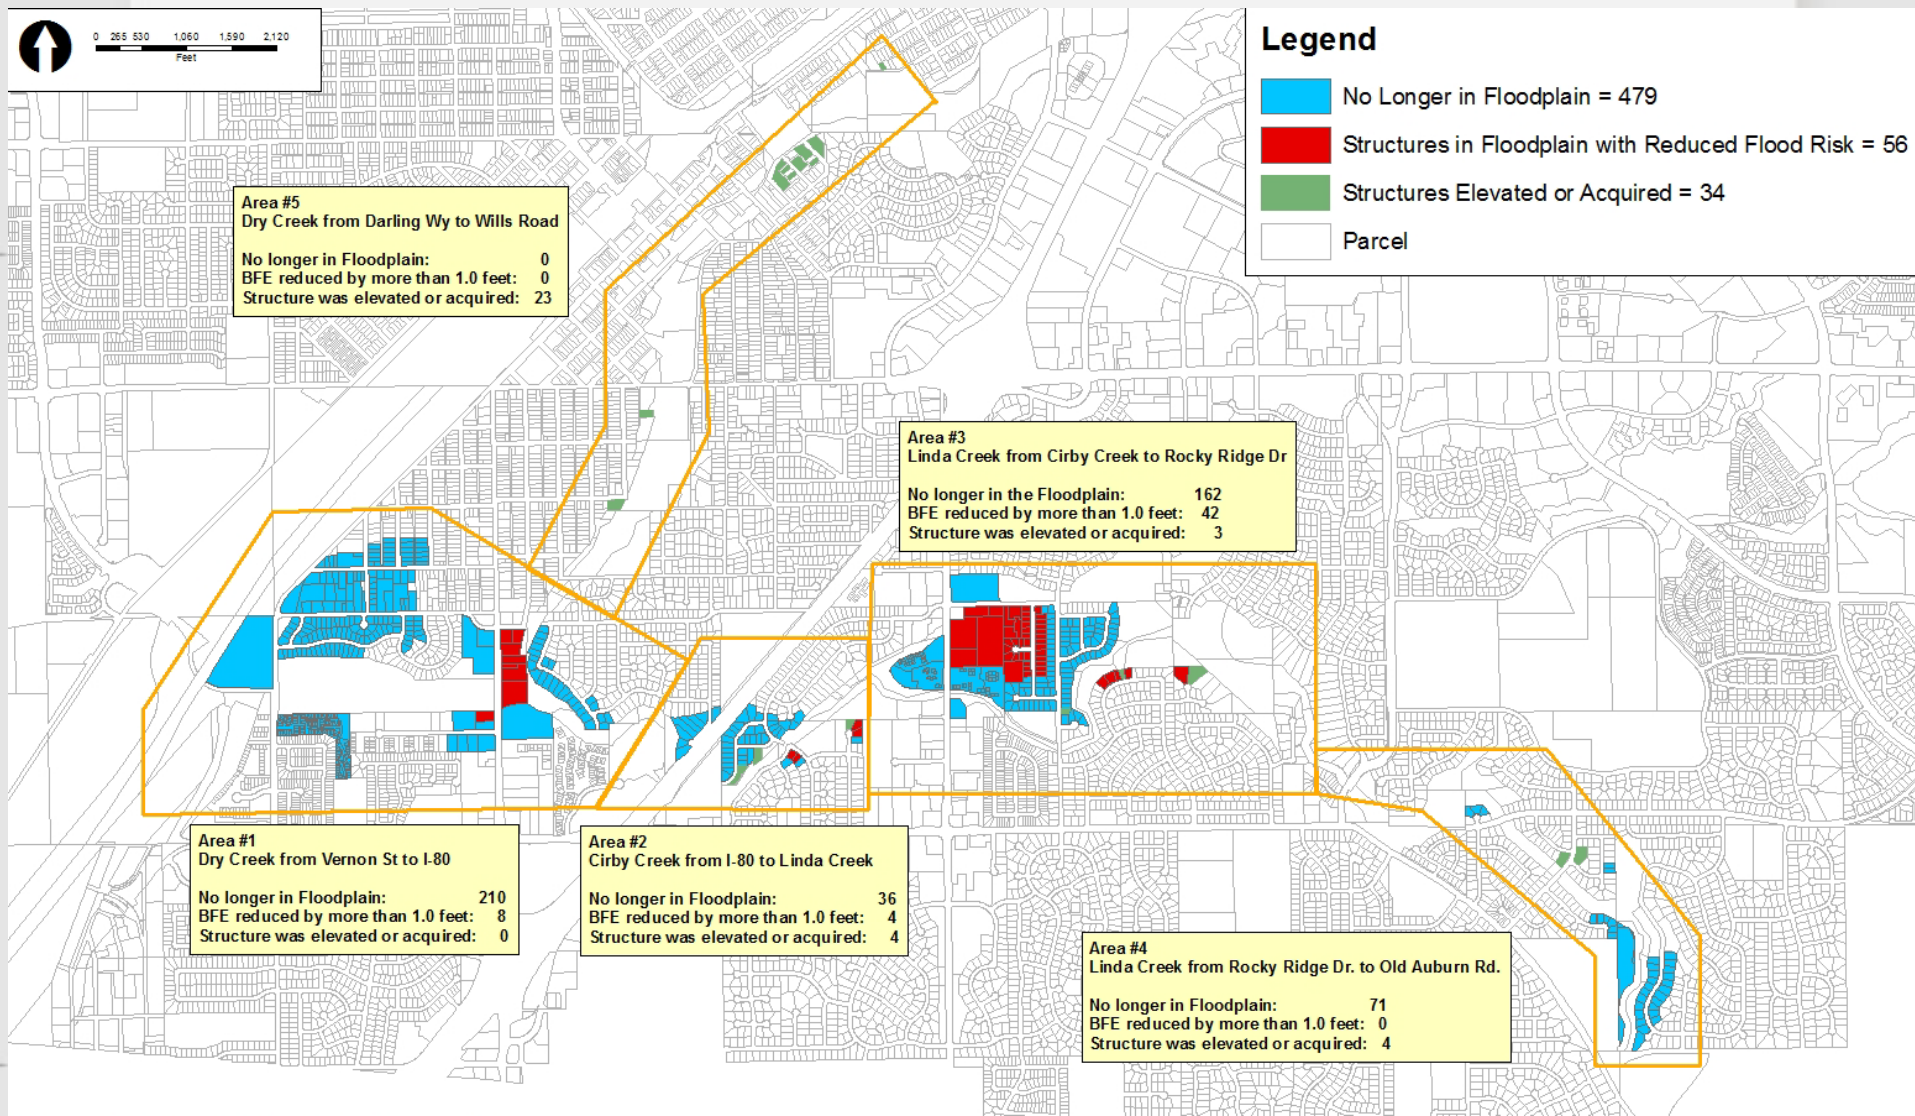 0 265 530 1,060 1,590 2,120
Feet
Legend
No Longer in Floodplain = 479
Structures in Floodplain with Reduced Flood Risk = 56
Structures Elevated or Acquired = 34
Parcel
Area #5
Dry Creek from Darling Wy to Wills Road
No longer in Floodplain: 0
BFE reduced by more than 1.0 feet: 0
Structure was elevated or acquired: 23
Area #3
Linda Creek from Cirby Creek to Rocky Ridge Dr
No longer in the Floodplain: 162
BFE reduced by more than 1.0 feet: 42
Structure was elevated or acquired: 3
Area #1
Dry Creek from Vernon St to I-80
No longer in Floodplain: 210
BFE reduced by more than 1.0 feet: 8
Structure was elevated or acquired: 0
Area #2
Cirby Creek from I-80 to Linda Creek
No longer in Floodplain: 36
BFE reduced by more than 1.0 feet: 4
Structure was elevated or acquired: 4
Area #4
Linda Creek from Rocky Ridge Dr. to Old Auburn Rd.
No longer in Floodplain: 71
BFE reduced by more than 1.0 feet: 0
Structure was elevated or acquired: 4